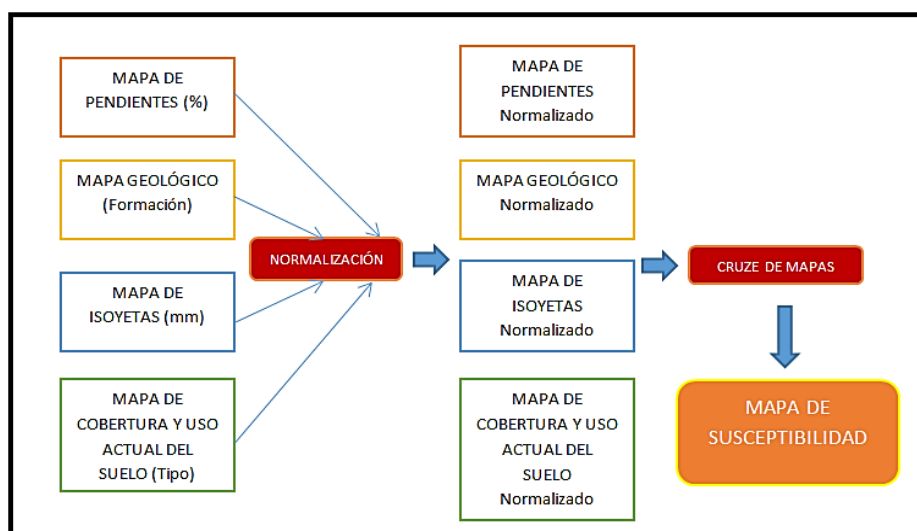 MAPA DE
PENDIENTES (%)
MAPA GEOLÓGICO
(Formación)
MAPA DE
ISOYETAS (mm)
MAPA DE
COBERTURA Y USO
ACTUAL DEL
SUELO (Tipo)
NORMALIZACIÓN
MAPA DE
PENDIENTES
Normalizado
MAPA GEOLÓGICO
Normalizado
MAPA DE
ISOYETAS
Normalizado
MAPA DE
COBERTURA Y USO
ACTUAL DEL
SUELO
Normalizado
CRUZE DE MAPAS
MAPA DE
SUSCEPTIBILIDAD